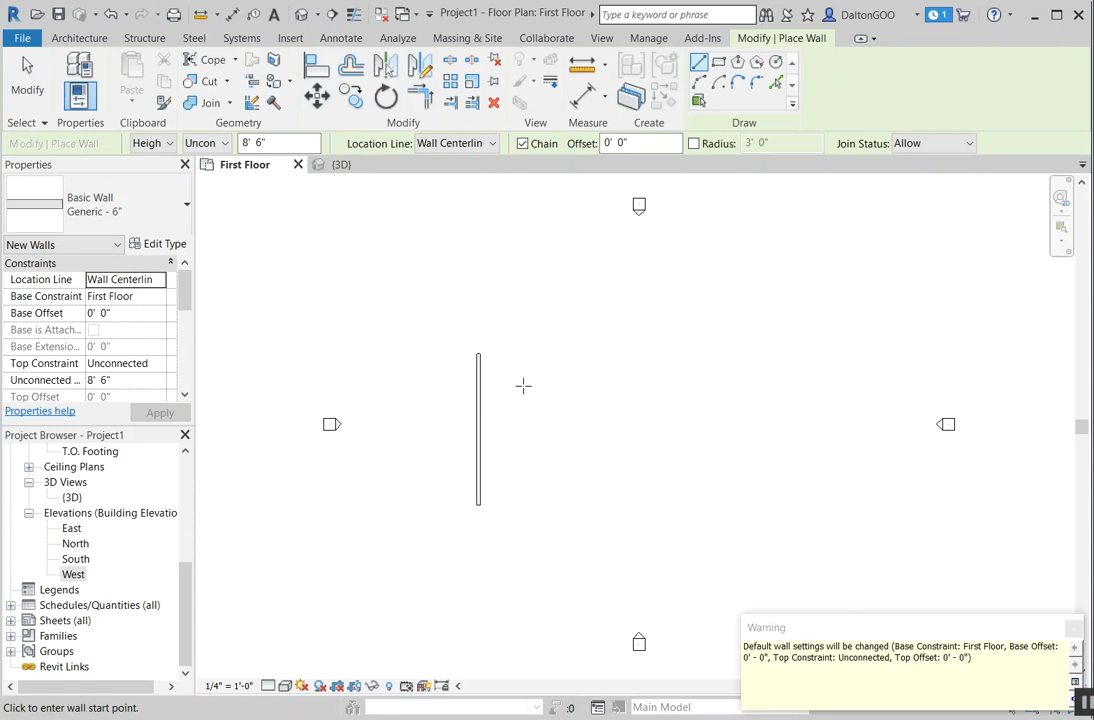 Project1 - Floor Plan: First Floor
Type a keyword or phrase
DaltonGOO
1
File
Architecture
Structure
Steel
Systems
Insert
Annotate
Analyze
Massing & Site
Collaborate
View
Manage
Add-Ins
Modify | Place Wall
Modify
Paste
Cope
Cut
Join
Select
Properties
Clipboard
Geometry
Modify
View
Measure
Create
Draw
Modify | Place Wall
Heigh
Uncon
8' 6"
Location Line:
Wall Centerlin
Chain
Offset:
0' 0"
Radius:
3' 0"
Join Status:
Allow
Properties
First Floor
{3D}
Basic Wall
Generic - 6"
New Walls
Edit Type
Constraints
Location Line
Wall Centerlin
Base Constraint
First Floor
Base Offset
0' 0"
Base is Attach...
Base Extensio...
0' 0"
Top Constraint
Unconnected
Unconnected ...
8' 6"
Top Offset
0' 0"
Properties help
Apply
Project Browser - Project1
T.O. Footing
Ceiling Plans
3D Views
{3D}
Elevations (Building Elevatio
East
North
South
West
Legends
Schedules/Quantities (all)
Sheets (all)
Families
Groups
Revit Links
2D
Warning
Default wall settings will be changed (Base Constraint: First Floor, Base Offset:
0' - 0", Top Constraint: Unconnected, Top Offset: 0' - 0")
1/4" = 1'-0"
Click to enter wall start point.
:0
Main Model